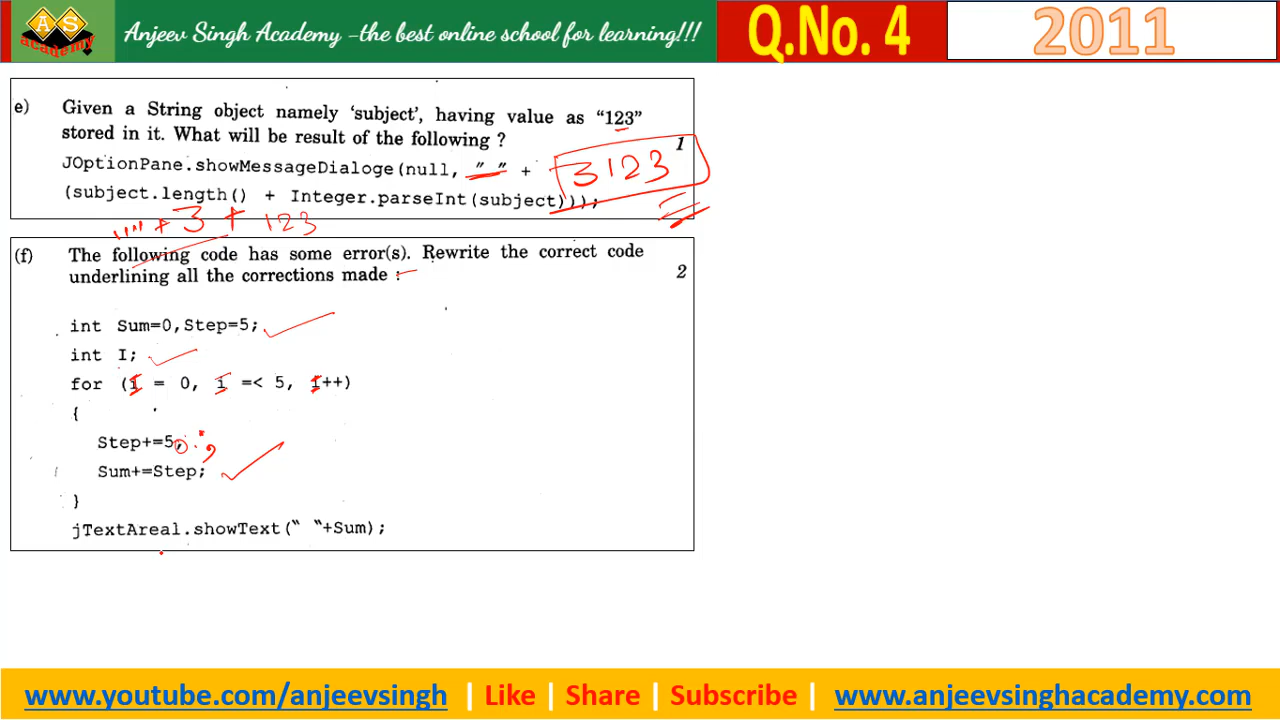 AS
academy
Anjeev Singh Academy -the best online school for learning!!!
Q.No. 4
2011
e) Given a String object namely 'subject', having value as "123"
stored in it. What will be result of the following ?
1
JOptionPane.showMessageDialoge(null, " " +
3123
(subject.length() + Integer.parseInt(subject)));
"" + 3 + 123
(f) The following code has some error(s). Rewrite the correct code
underlining all the corrections made :
2
int Sum=0,Step=5;
int I;
for (I = 0, i =< 5, I++)
{
Step+=5, ;
Sum+=Step;
}
jTextAreal.showText(" "+Sum);
www.youtube.com/anjeevsingh | Like | Share | Subscribe | www.anjeevsinghacademy.com